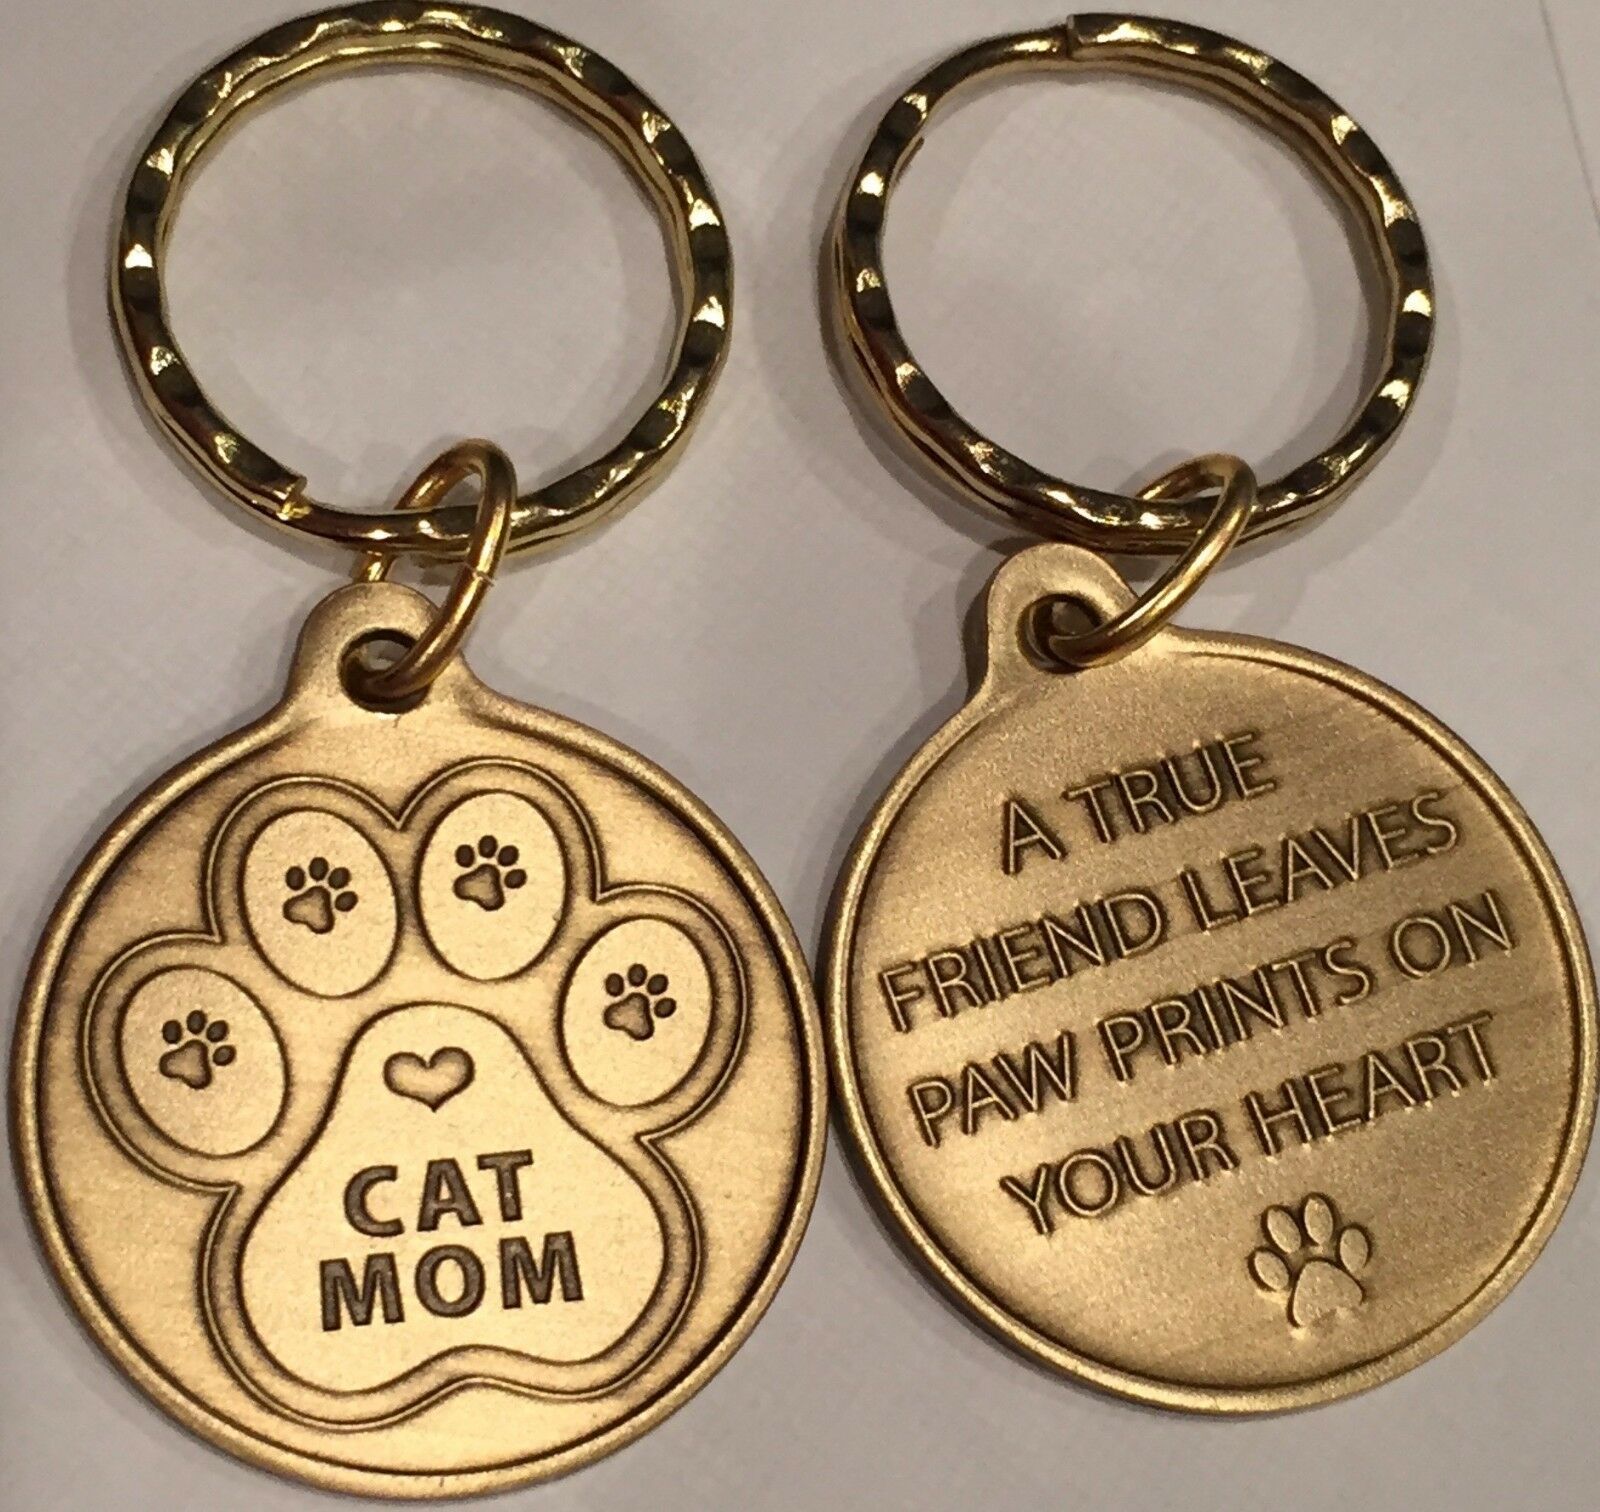 CAT
MOM
A TRUE
FRIEND LEAVES
PAW PRINTS ON
YOUR HEART